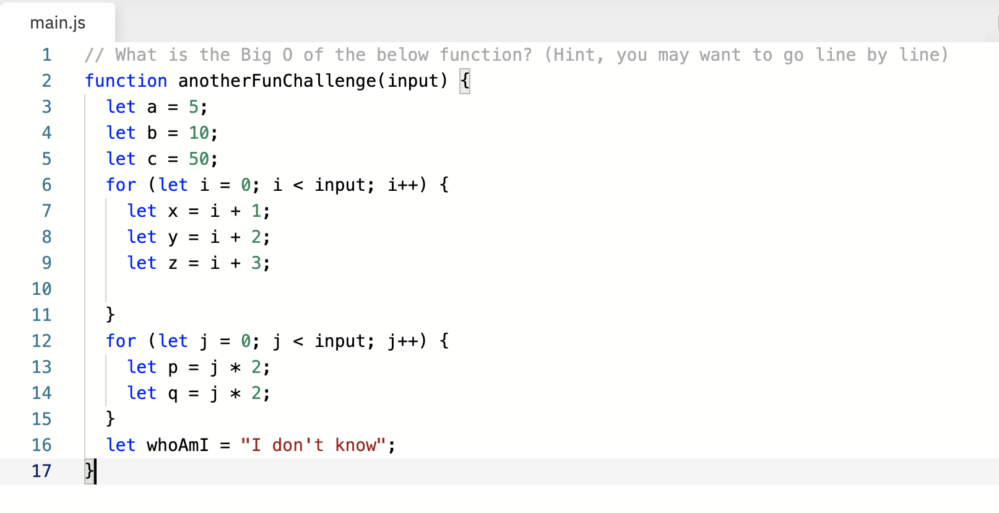 main.js
1 // What is the Big O of the below function? (Hint, you may want to go line by line)
2 function anotherFunChallenge(input) {
3   let a = 5;
4   let b = 10;
5   let c = 50;
6   for (let i = 0; i < input; i++) {
7     let x = i + 1;
8     let y = i + 2;
9     let z = i + 3;
10
11   }
12   for (let j = 0; j < input; j++) {
13     let p = j * 2;
14     let q = j * 2;
15   }
16   let whoAmI = "I don't know";
17 }